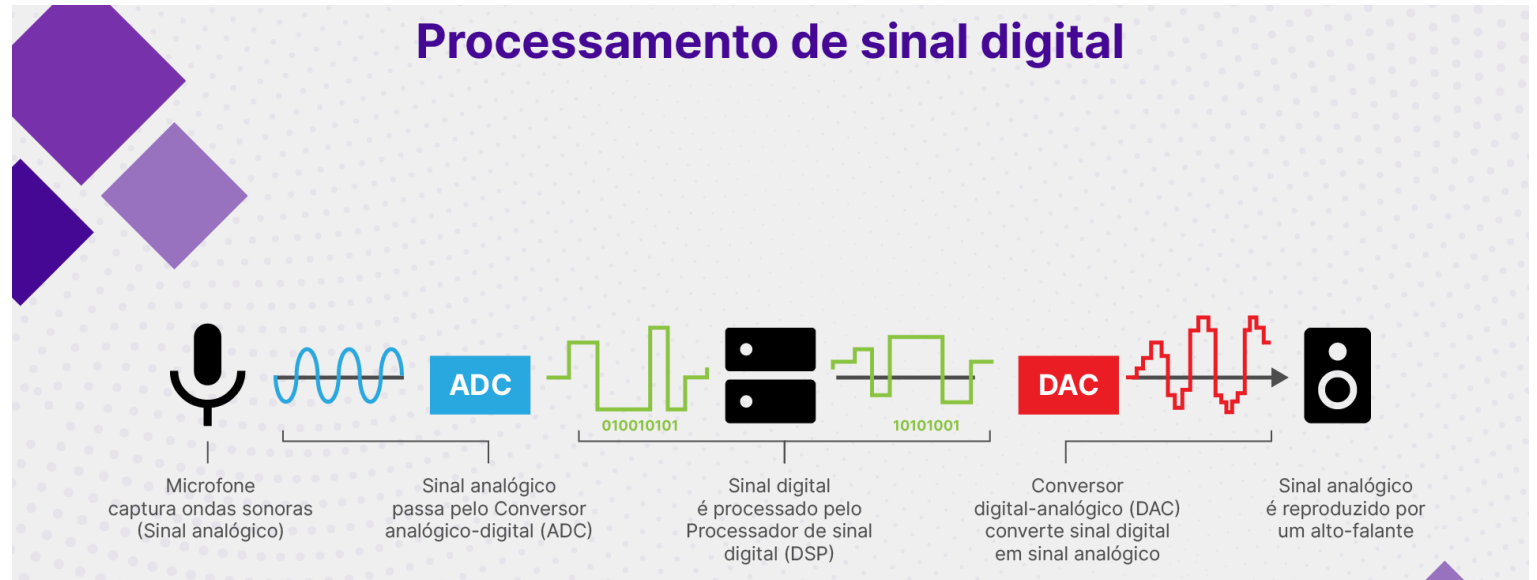 Processamento de sinal digital
ADC
010010101
10101001
DAC
Microfone
captura ondas sonoras
(Sinal analógico)
Sinal analógico
passa pelo Conversor
analógico-digital (ADC)
Sinal digital
é processado pelo
Processador de sinal
digital (DSP)
Conversor
digital-analógico (DAC)
converte sinal digital
em sinal analógico
Sinal analógico
é reproduzido por
um alto-falante